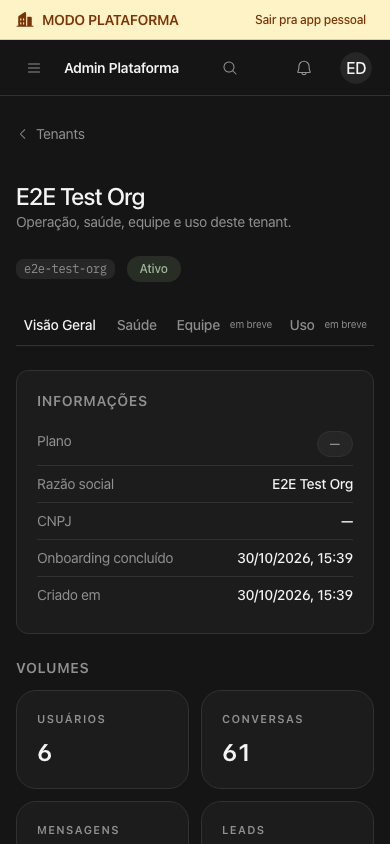 MODO PLATAFORMA
Sair pra app pessoal
Admin Plataforma
ED
Tenants
E2E Test Org
Operação, saúde, equipe e uso deste tenant.
e2e-test-org
Ativo
Visão Geral
Saúde
Equipe em breve
Uso em breve
INFORMAÇÕES
Plano —
Razão social E2E Test Org
CNPJ —
Onboarding concluído 30/10/2026, 15:39
Criado em 30/10/2026, 15:39
VOLUMES
USUÁRIOS
6
CONVERSAS
61
MENSAGENS
LEADS